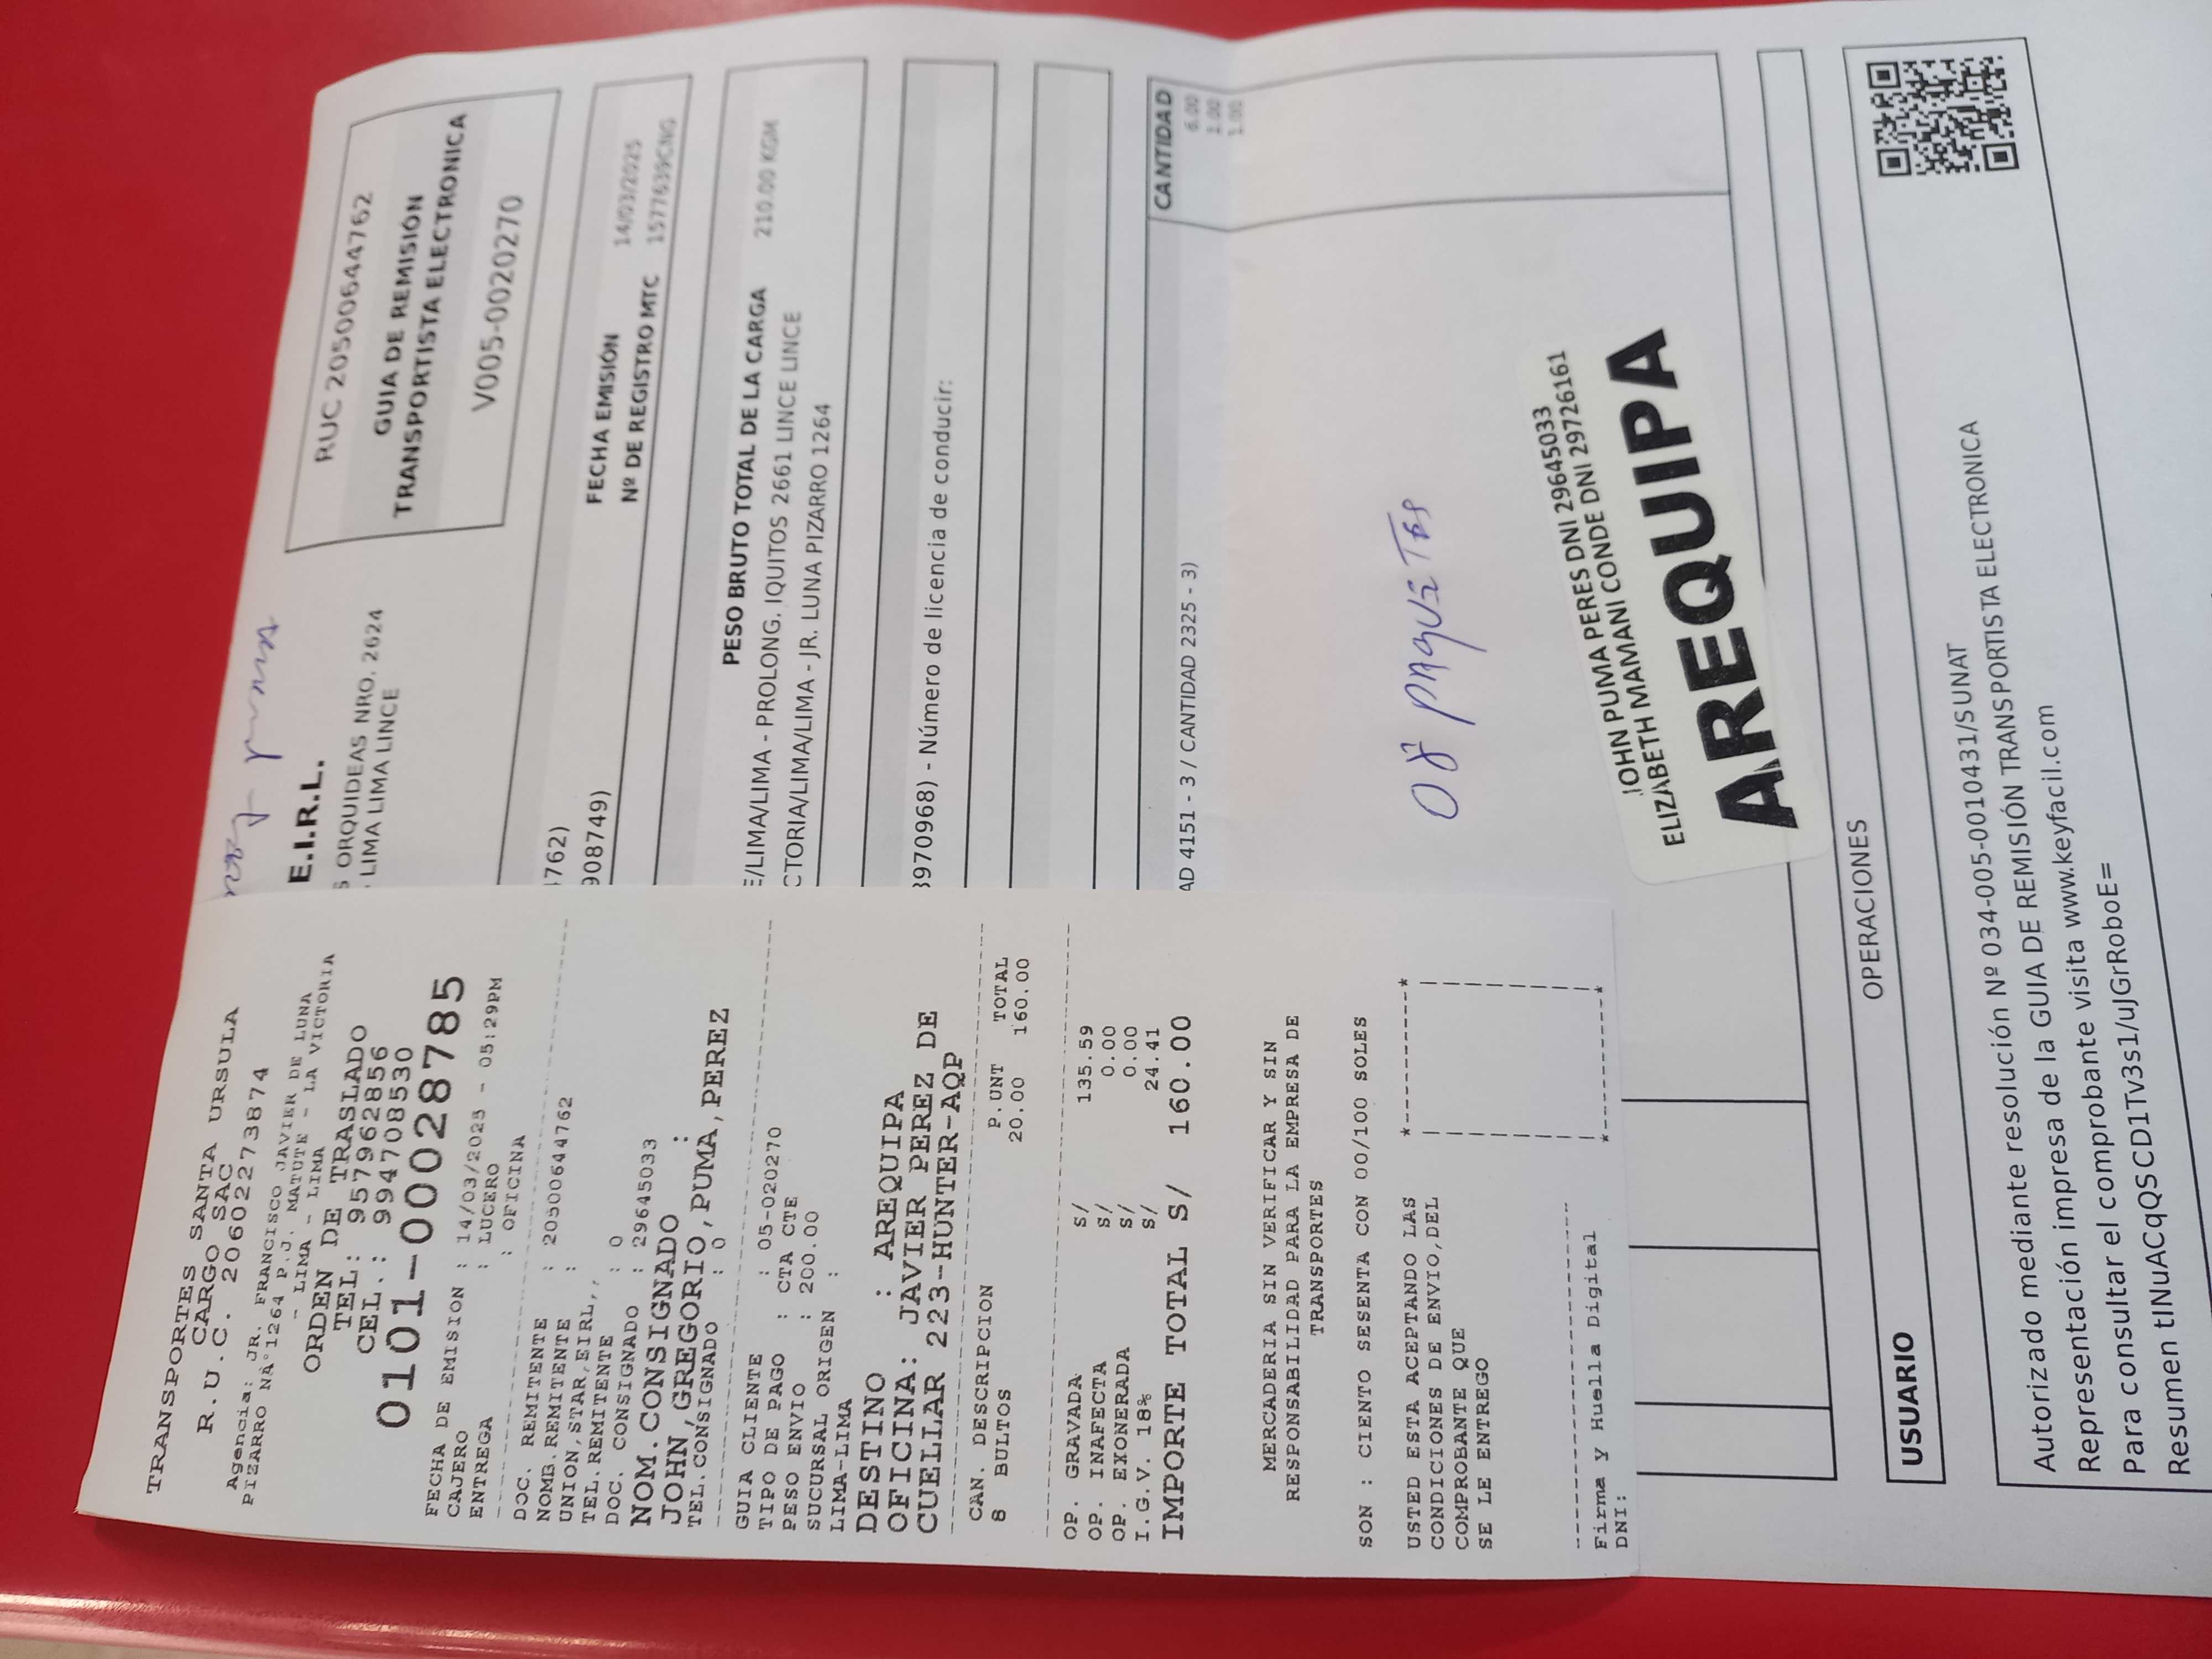 TRANSPORTES SANTA URSULA
CARGO SAC
R.U.C. 20602273874
Agencia: JR. FRANCISCO JAVIER DE LUNA
PIZARRO Nº1264 P.J. MATUTE - LA VICTORIA
- LIMA - LIMA
ORDEN DE TRASLADO
TEL: 957962856
CEL.: 994708530
0101-00028785
FECHA DE EMISION : 14/03/2025 - 05:29PM
CAJERO : LUCERO
ENTREGA : OFICINA
DOC. REMITENTE : 20500644762
NOMB.REMITENTE :
UNION,STAR,EIRL,,
TEL.REMITENTE : 0
DOC. CONSIGNADO : 29645033
NOM.CONSIGNADO :
JOHN,GREGORIO,PUMA,PEREZ
TEL.CONSIGNADO : 0
GUIA CLIENTE : 05-020270
TIPO DE PAGO : CTA CTE
PESO ENVIO : 200.00
SUCURSAL ORIGEN :
LIMA-LIMA
DESTINO : AREQUIPA
OFICINA: JAVIER PEREZ DE
CUELLAR 223-HUNTER-AQP
CAN. DESCRIPCION P.UNT TOTAL
8 BULTOS 20.00 160.00
OP. GRAVADA S/ 135.59
OP. INAFECTA S/ 0.00
OP. EXONERADA S/ 0.00
I.G.V. 18% S/ 24.41
IMPORTE TOTAL S/ 160.00
MERCADERIA SIN VERIFICAR Y SIN
RESPONSABILIDAD PARA LA EMPRESA DE
TRANSPORTES
SON : CIENTO SESENTA CON 00/100 SOLES
USTED ESTA ACEPTANDO LAS
CONDICIONES DE ENVIO,DEL
COMPROBANTE QUE
SE LE ENTREGO
Firma y Huella Digital
DNI:
E.I.R.L.
S ORQUIDEAS NRO. 2624
- LIMA LIMA LINCE
RUC 20500644762
GUIA DE REMISIÓN
TRANSPORTISTA ELECTRONICA
V005-0020270
4762)
908749)
FECHA EMISIÓN 14/03/2025
Nº DE REGISTRO MTC 1577639CNG
PESO BRUTO TOTAL DE LA CARGA 210.00 KGM
E/LIMA/LIMA - PROLONG. IQUITOS 2661 LINCE LINCE
CTORIA/LIMA/LIMA - JR. LUNA PIZARRO 1264
39709​68) - Número de licencia de conducir:
CANTIDAD
6.00
1.00
1.00
AD 4151 - 3 / CANTIDAD 2325 - 3)
08 PAQUETES
JOHN PUMA PERES DNI 29645033
ELIZABETH MAMANI CONDE DNI 29726161
AREQUIPA
OPERACIONES
USUARIO
Autorizado mediante resolución Nº 034-005-0010431/SUNAT
Representación impresa de la GUIA DE REMISIÓN TRANSPORTISTA ELECTRONICA
Para consultar el comprobante visita www.keyfacil.com
Resumen tINuACqQSCD1Tv3s1/uJGrRoboE=